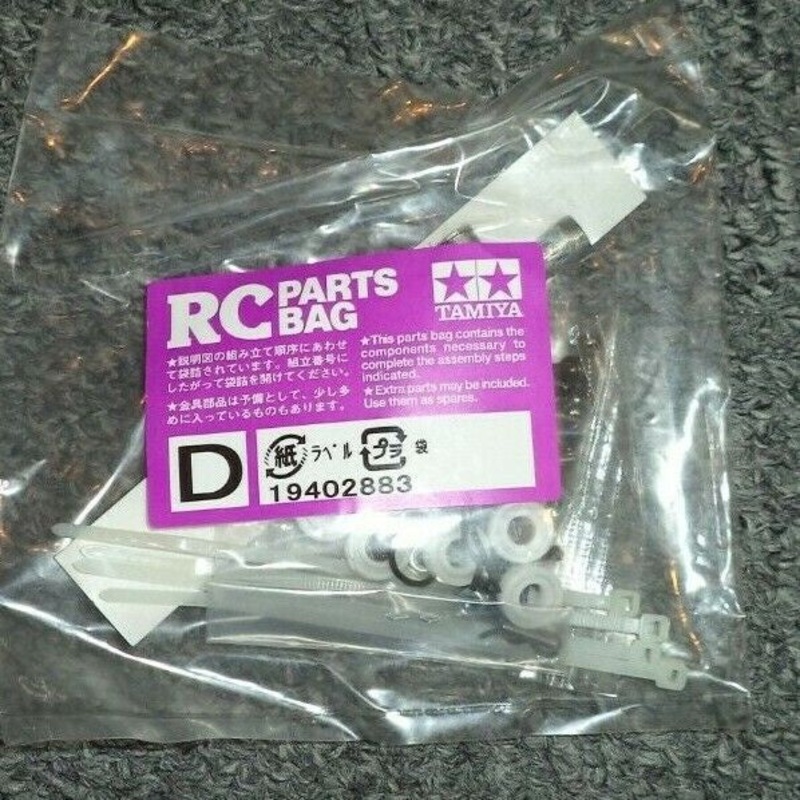 RC PARTS
BAG
TAMIYA
★説明図の組み立て順序にあわせ
て袋詰されています。組立番号に
したがって袋詰を開けてください。
★金具部品は予備として、少し多
めに入っているものもあります。
★This parts bag contains the
components necessary to
complete the assembly steps
indicated.
★Extra parts may be included.
Use them as spares.
D
紙 ラベル プラ 袋
19402883